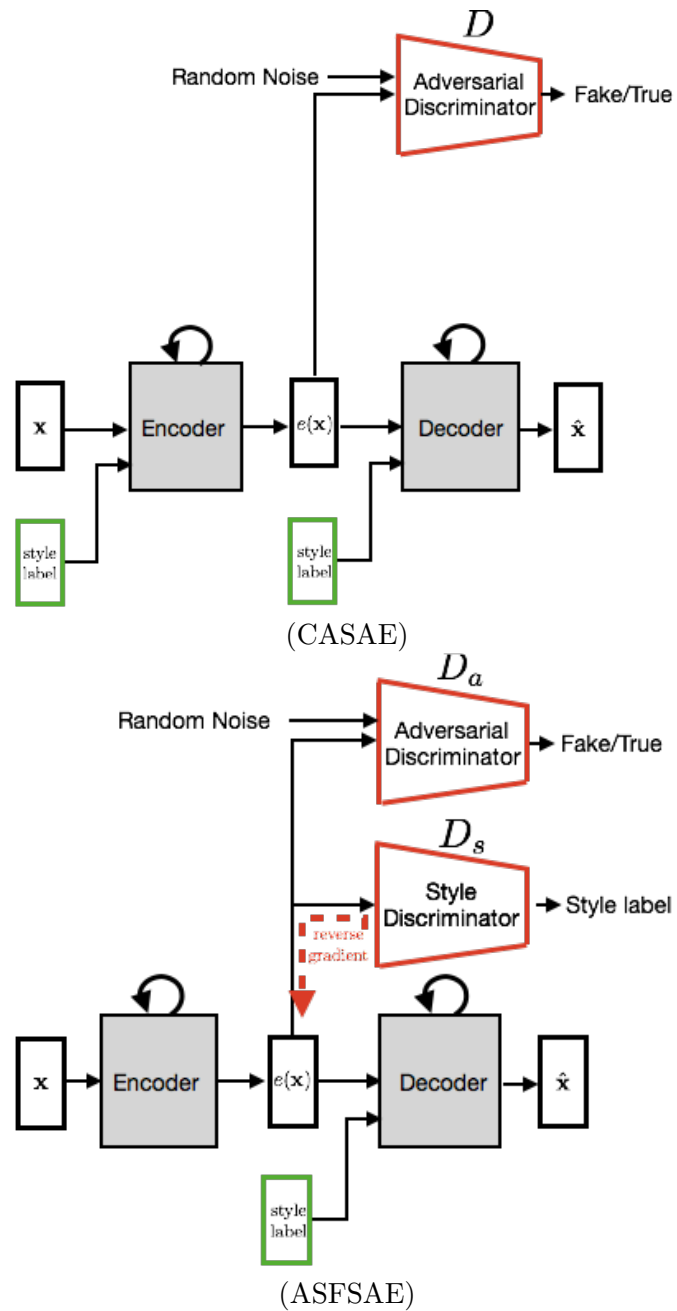 D
Random Noise
Adversarial
Discriminator
Fake/True
x
Encoder
e(x)
Decoder
x̂
style
label
style
label
(CASAE)
D_a
Random Noise
Adversarial
Discriminator
Fake/True
D_s
Style
Discriminator
Style label
reverse
gradient
x
Encoder
e(x)
Decoder
x̂
style
label
(ASFSAE)